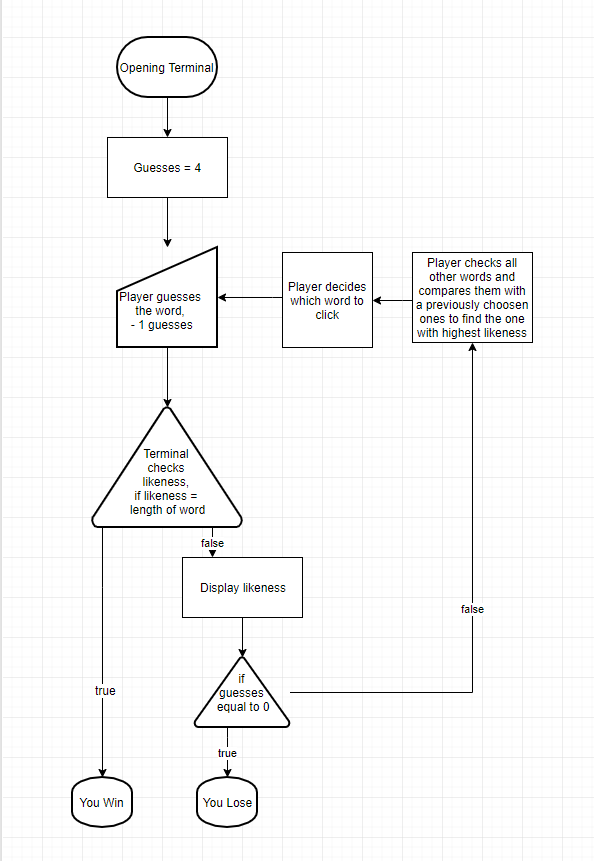 Opening Terminal
Guesses = 4
Player guesses
the word,
- 1 guesses
Player decides
which word to
click
Player checks all
other words and
compares them with
a previously choosen
ones to find the one
with highest likeness
Terminal
checks
likeness,
if likeness =
length of word
false
Display likeness
false
if
guesses
equal to 0
true
true
You Win
You Lose